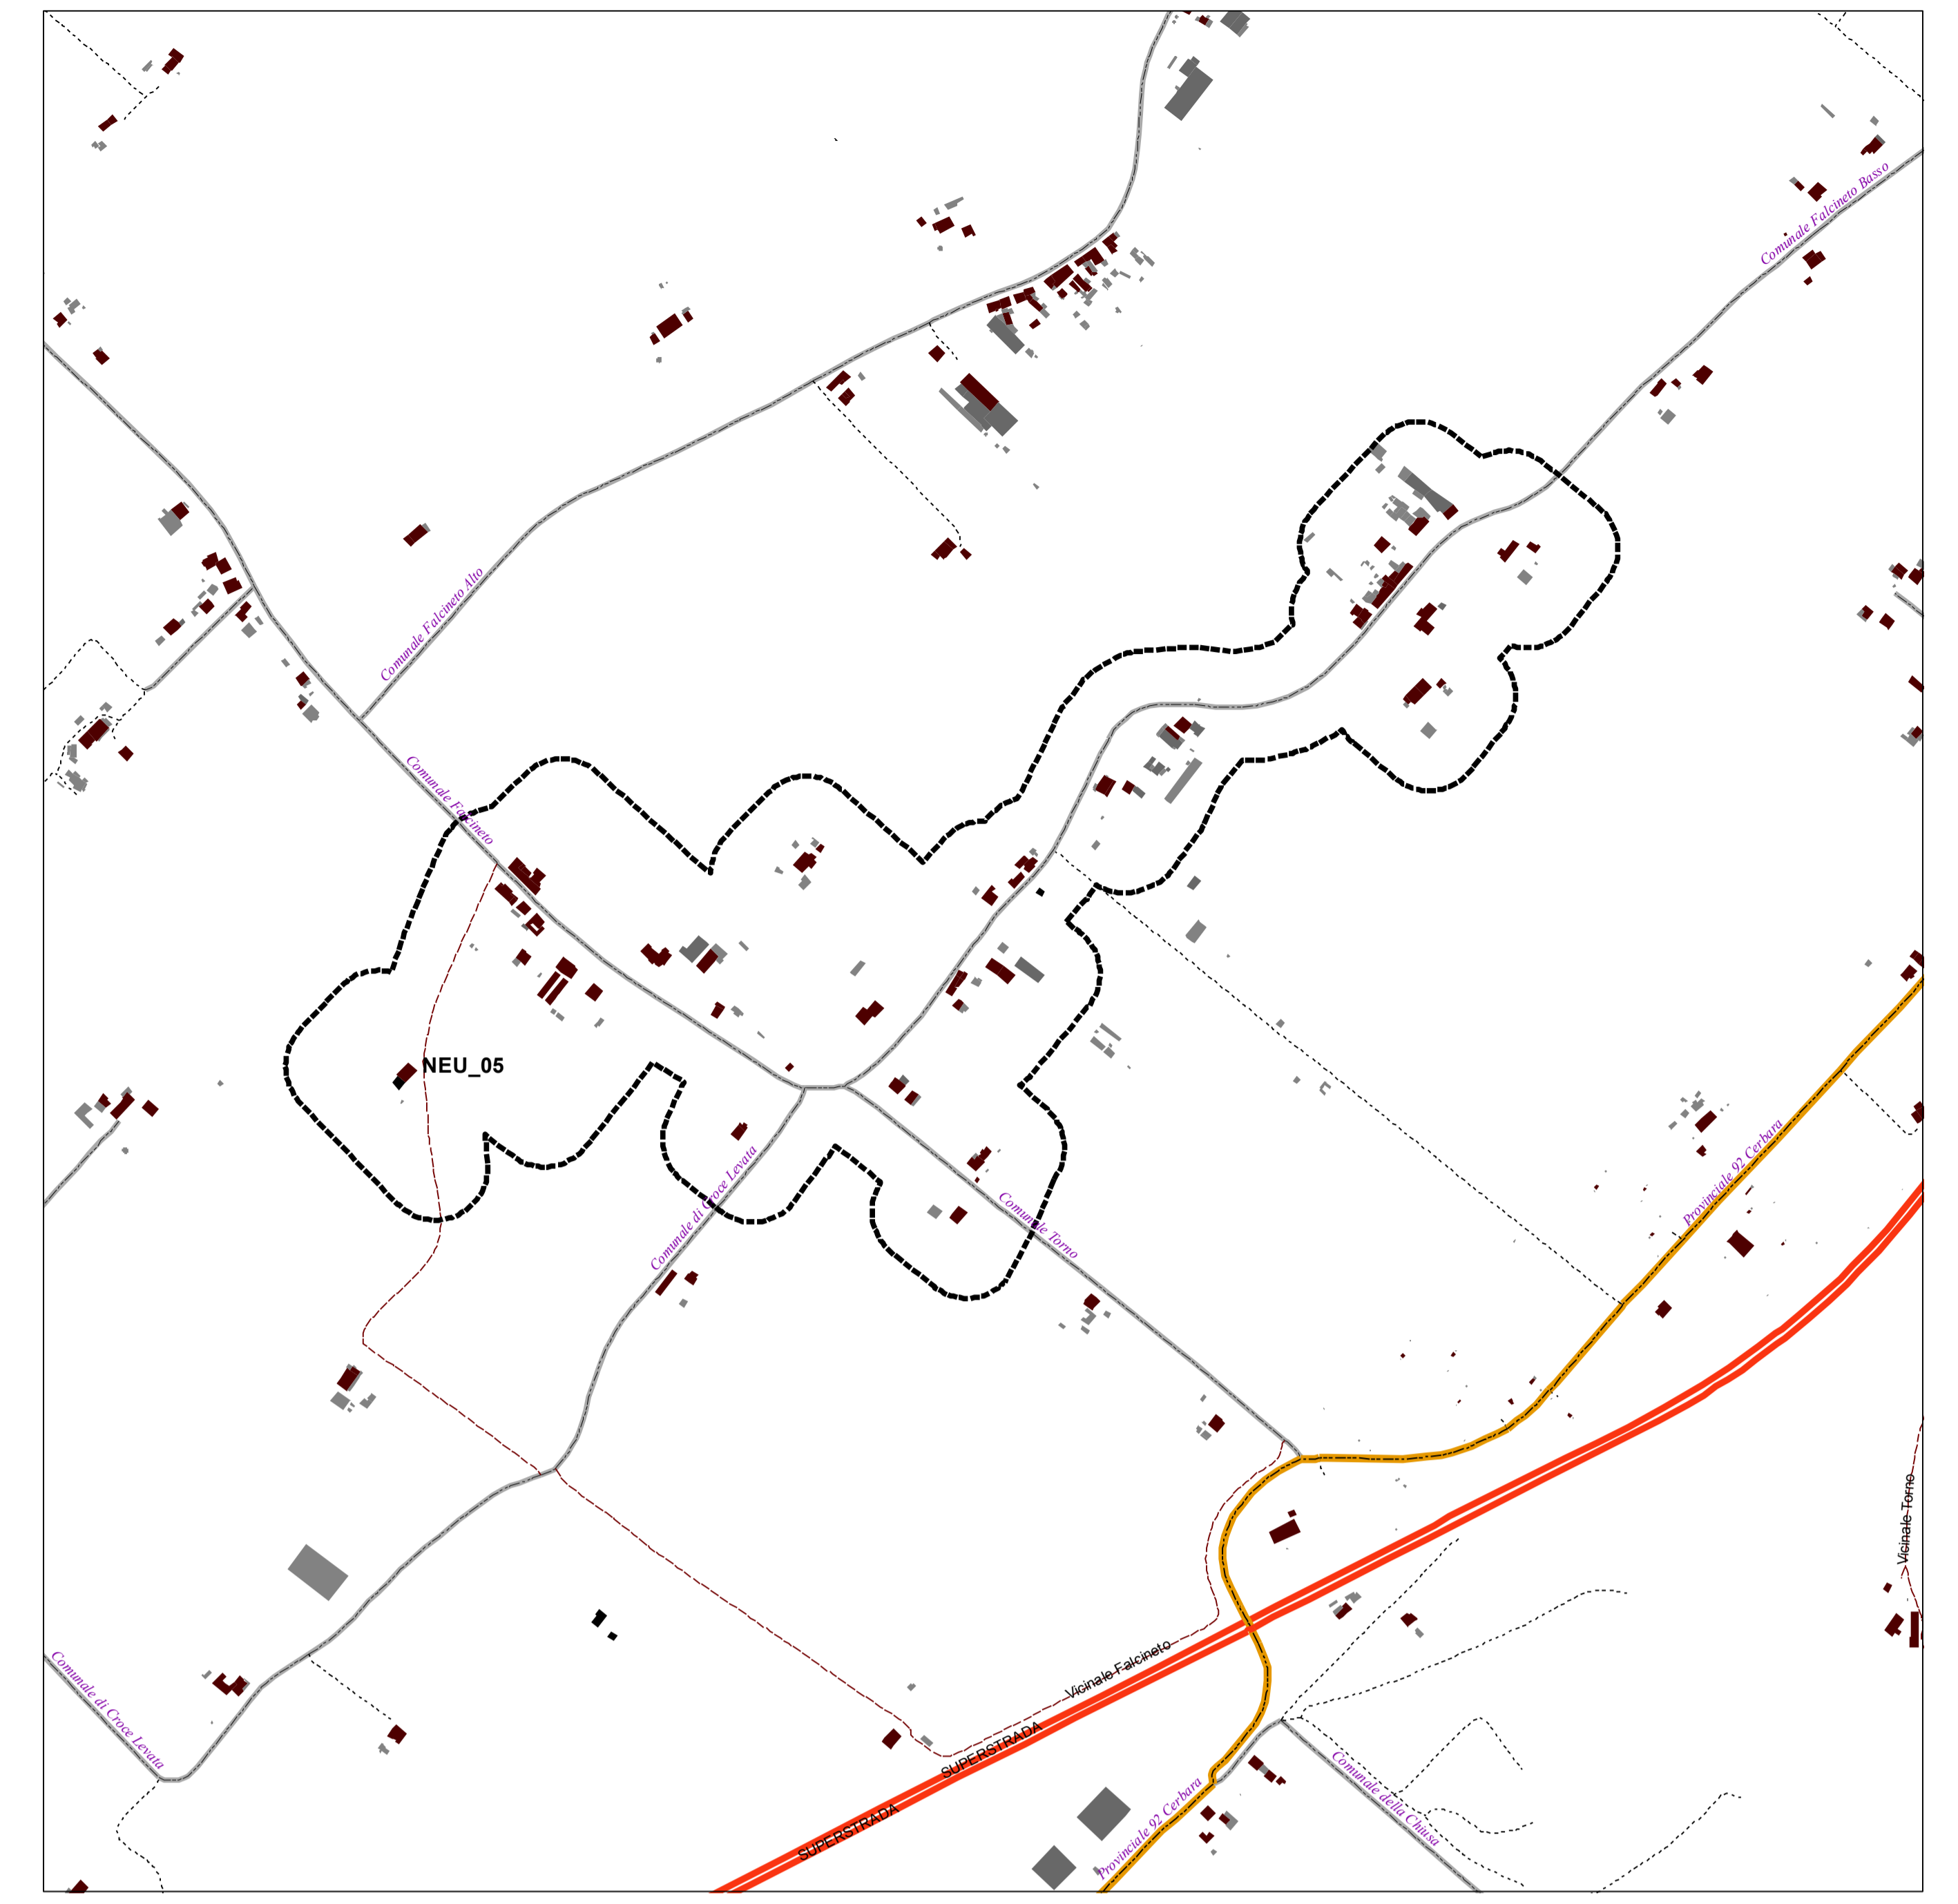 Comunale Falcineto Basso
Comunale Falcineto Alto
Comunale Falcineto
NEU_05
Comunale di Croce Levata
Comunale Torno
Provinciale 92 Cerbara
Vicinale Torno
Vicinale Falcineto
Comunale di Croce Levata
SUPERSTRADA
SUPERSTRADA
Provinciale 92 Cerbara
Comunale della Chiusa